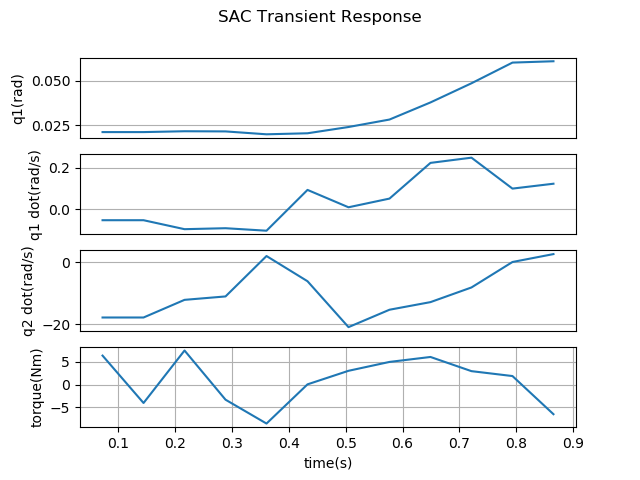 SAC Transient Response
q1(rad)
0.050
0.025
q1 dot(rad/s)
0.2
0.0
q2 dot(rad/s)
0
−20
torque(Nm)
5
0
−5
0.1 0.2 0.3 0.4 0.5 0.6 0.7 0.8 0.9
time(s)